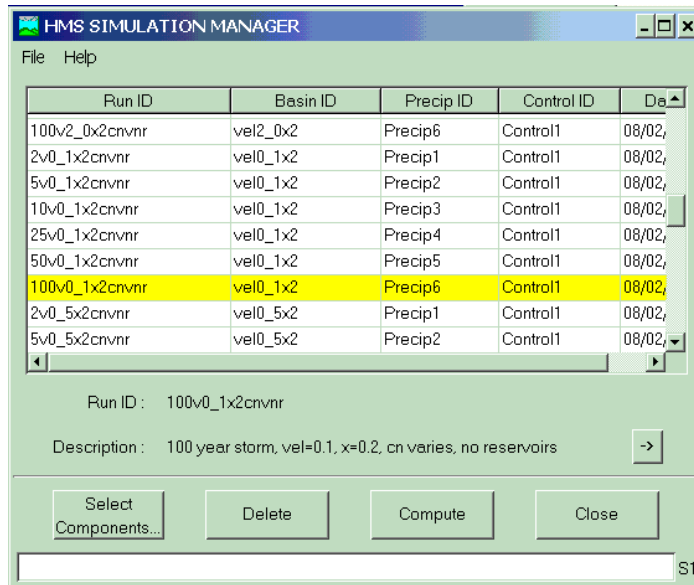 HMS SIMULATION MANAGER
File Help
Run ID Basin ID Precip ID Control ID Da
100v2_0x2cnvnr vel2_0x2 Precip6 Control1 08/02/
2v0_1x2cnvnr vel0_1x2 Precip1 Control1 08/02/
5v0_1x2cnvnr vel0_1x2 Precip2 Control1 08/02/
10v0_1x2cnvnr vel0_1x2 Precip3 Control1 08/02/
25v0_1x2cnvnr vel0_1x2 Precip4 Control1 08/02/
50v0_1x2cnvnr vel0_1x2 Precip5 Control1 08/02/
100v0_1x2cnvnr vel0_1x2 Precip6 Control1 08/02/
2v0_5x2cnvnr vel0_5x2 Precip1 Control1 08/02/
5v0_5x2cnvnr vel0_5x2 Precip2 Control1 08/02/
Run ID : 100v0_1x2cnvnr
Description : 100 year storm, vel=0.1, x=0.2, cn varies, no reservoirs ->
Select Components... Delete Compute Close
S1